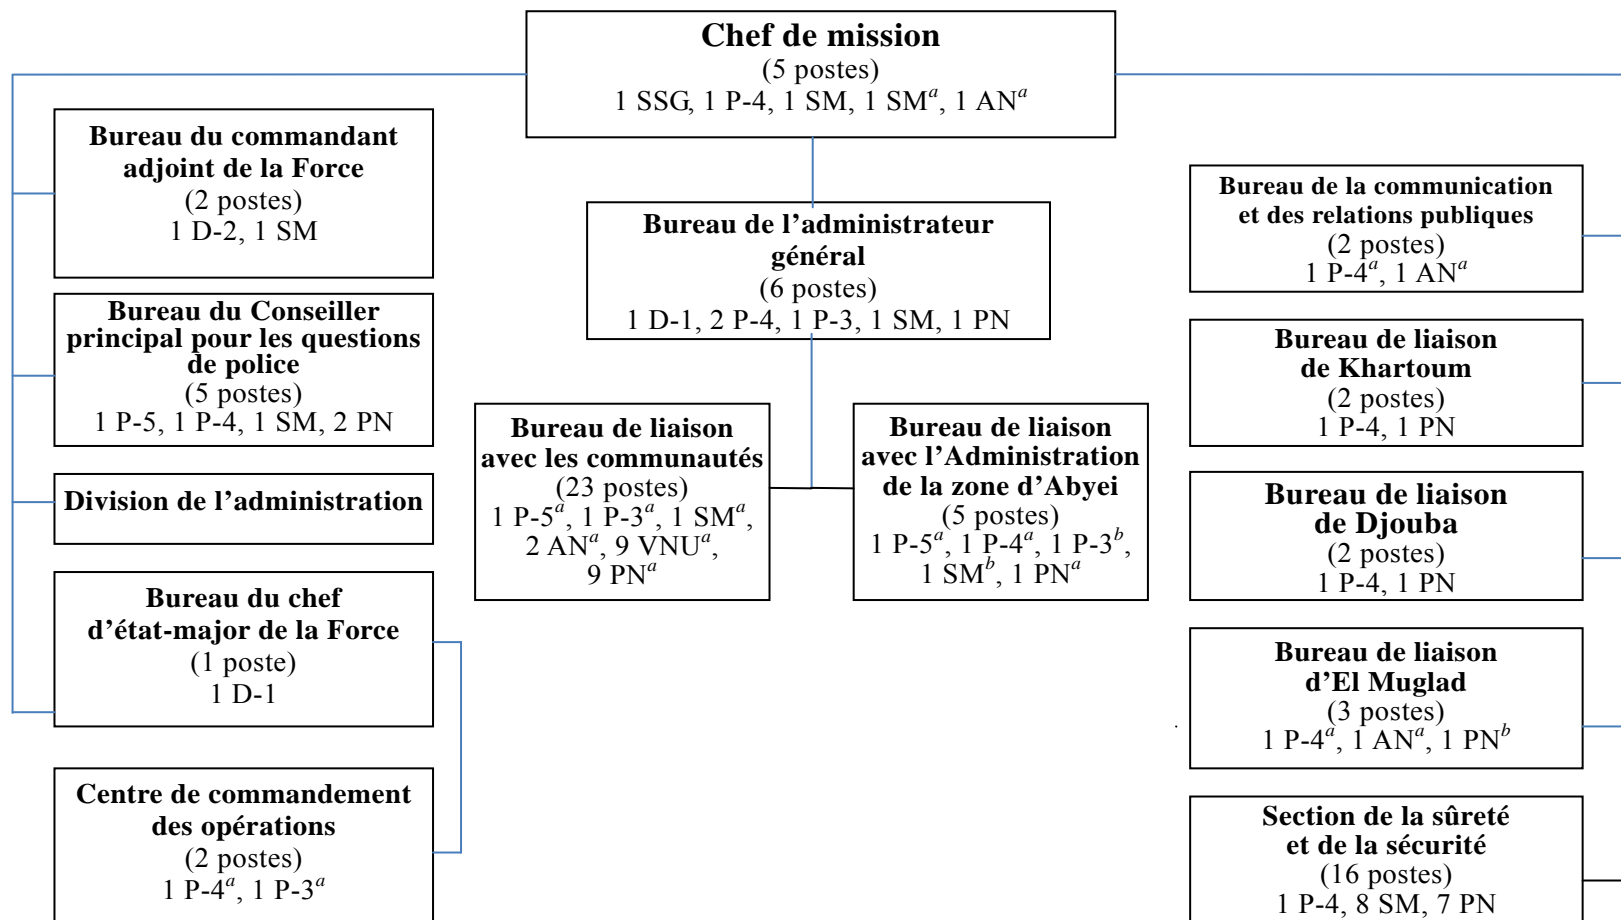 Chef de mission
(5 postes)
1 SSG, 1 P-4, 1 SM, 1 SMᵃ, 1 ANᵃ
Bureau du commandant
adjoint de la Force
(2 postes)
1 D-2, 1 SM
Bureau du Conseiller
principal pour les questions
de police
(5 postes)
1 P-5, 1 P-4, 1 SM, 2 PN
Division de l’administration
Bureau du chef
d’état-major de la Force
(1 poste)
1 D-1
Centre de commandement
des opérations
(2 postes)
1 P-4ᵃ, 1 P-3ᵃ
Bureau de l’administrateur
général
(6 postes)
1 D-1, 2 P-4, 1 P-3, 1 SM, 1 PN
Bureau de liaison
avec les communautés
(23 postes)
1 P-5ᵃ, 1 P-3ᵃ, 1 SMᵃ,
2 ANᵃ, 9 VNUᵃ,
9 PNᵃ
Bureau de liaison
avec l’Administration
de la zone d’Abyei
(5 postes)
1 P-5ᵃ, 1 P-4ᵃ, 1 P-3ᵇ,
1 SMᵇ, 1 PNᵃ
Bureau de la communication
et des relations publiques
(2 postes)
1 P-4ᵃ, 1 ANᵃ
Bureau de liaison
de Khartoum
(2 postes)
1 P-4, 1 PN
Bureau de liaison
de Djouba
(2 postes)
1 P-4, 1 PN
Bureau de liaison
d’El Muglad
(3 postes)
1 P-4ᵃ, 1 ANᵃ, 1 PNᵇ
Section de la sûreté
et de la sécurité
(16 postes)
1 P-4, 8 SM, 7 PN